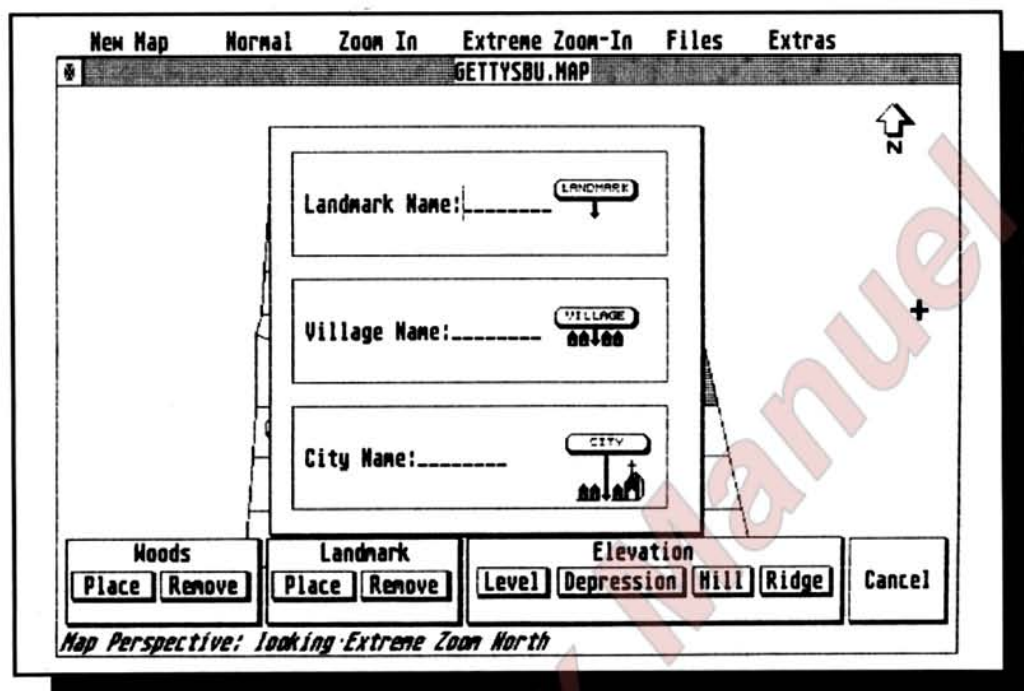 New Map Normal Zoom In Extreme Zoom-In Files Extras
GETTYSBU.MAP
N
Landmark Name:________ LANDMARK
Village Name:________ VILLAGE
City Name:________ CITY
Woods Landmark Elevation
Place Remove Place Remove Level Depression Hill Ridge Cancel
Map Perspective: looking Extreme Zoom North
Manuel